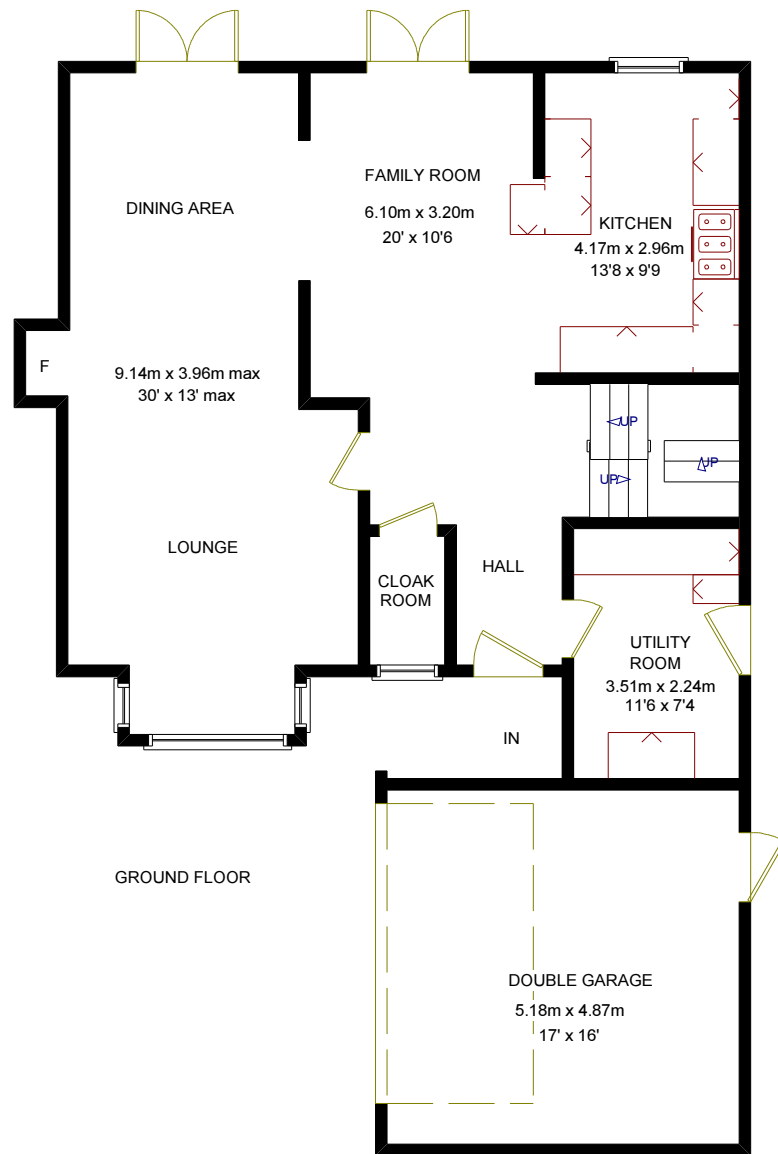 FAMILY ROOM
6.10m x 3.20m
20' x 10'6
DINING AREA
KITCHEN
4.17m x 2.96m
13'8 x 9'9
F
9.14m x 3.96m max
30' x 13' max
UP
UP
UP
LOUNGE
CLOAK
ROOM
HALL
UTILITY
ROOM
3.51m x 2.24m
11'6 x 7'4
IN
GROUND FLOOR
DOUBLE GARAGE
5.18m x 4.87m
17' x 16'